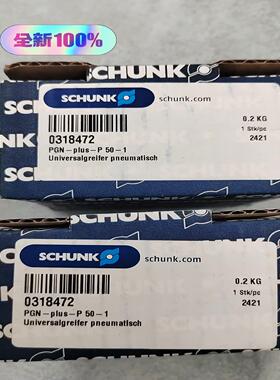 全新100%
SCHUNK
SCHUNK schunk.com
0318472
0.2 KG
1 Stk/pc
2421
PGN-plus-P 50-1
Universalgreifer pneumatisch
SCHUNK
SCHUNK schunk.com
0318472
0.2 KG
1 Stk/pc
2421
PGN-plus-P 50-1
Universalgreifer pneumatisch